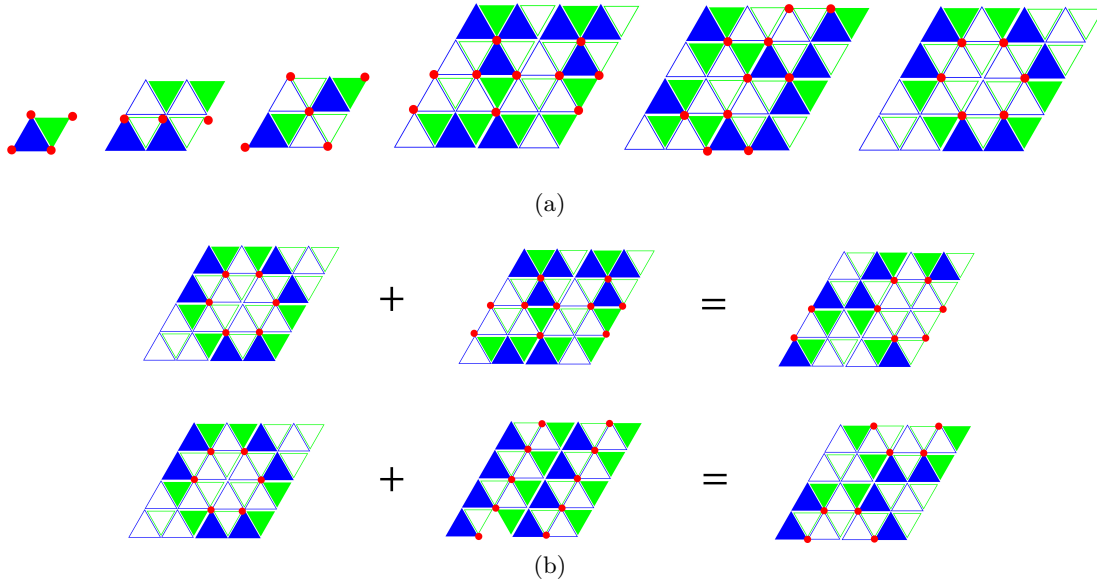 (a)
+ =
+ =
(b)